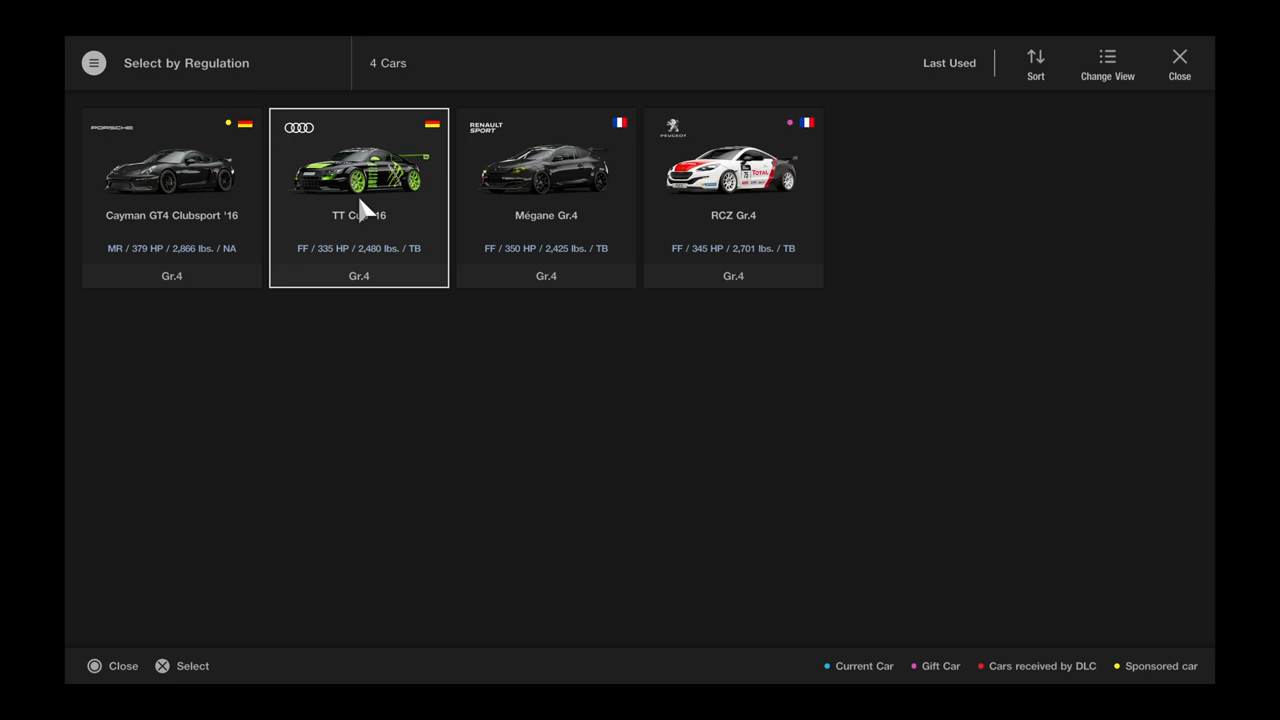 Select by Regulation
4 Cars
Last Used
Sort
Change View
Close
PORSCHE
Cayman GT4 Clubsport '16
MR / 379 HP / 2,866 lbs. / NA
Gr.4
FF / 335 HP / 2,480 lbs. / TB
TT C 16
Gr.4
RENAULT
SPORT
Mégane Gr.4
FF / 350 HP / 2,425 lbs. / TB
Gr.4
PEUGEOT
TOTAL
RCZ Gr.4
FF / 345 HP / 2,701 lbs. / TB
Gr.4
Close
Select
Current Car
Gift Car
Cars received by DLC
Sponsored car